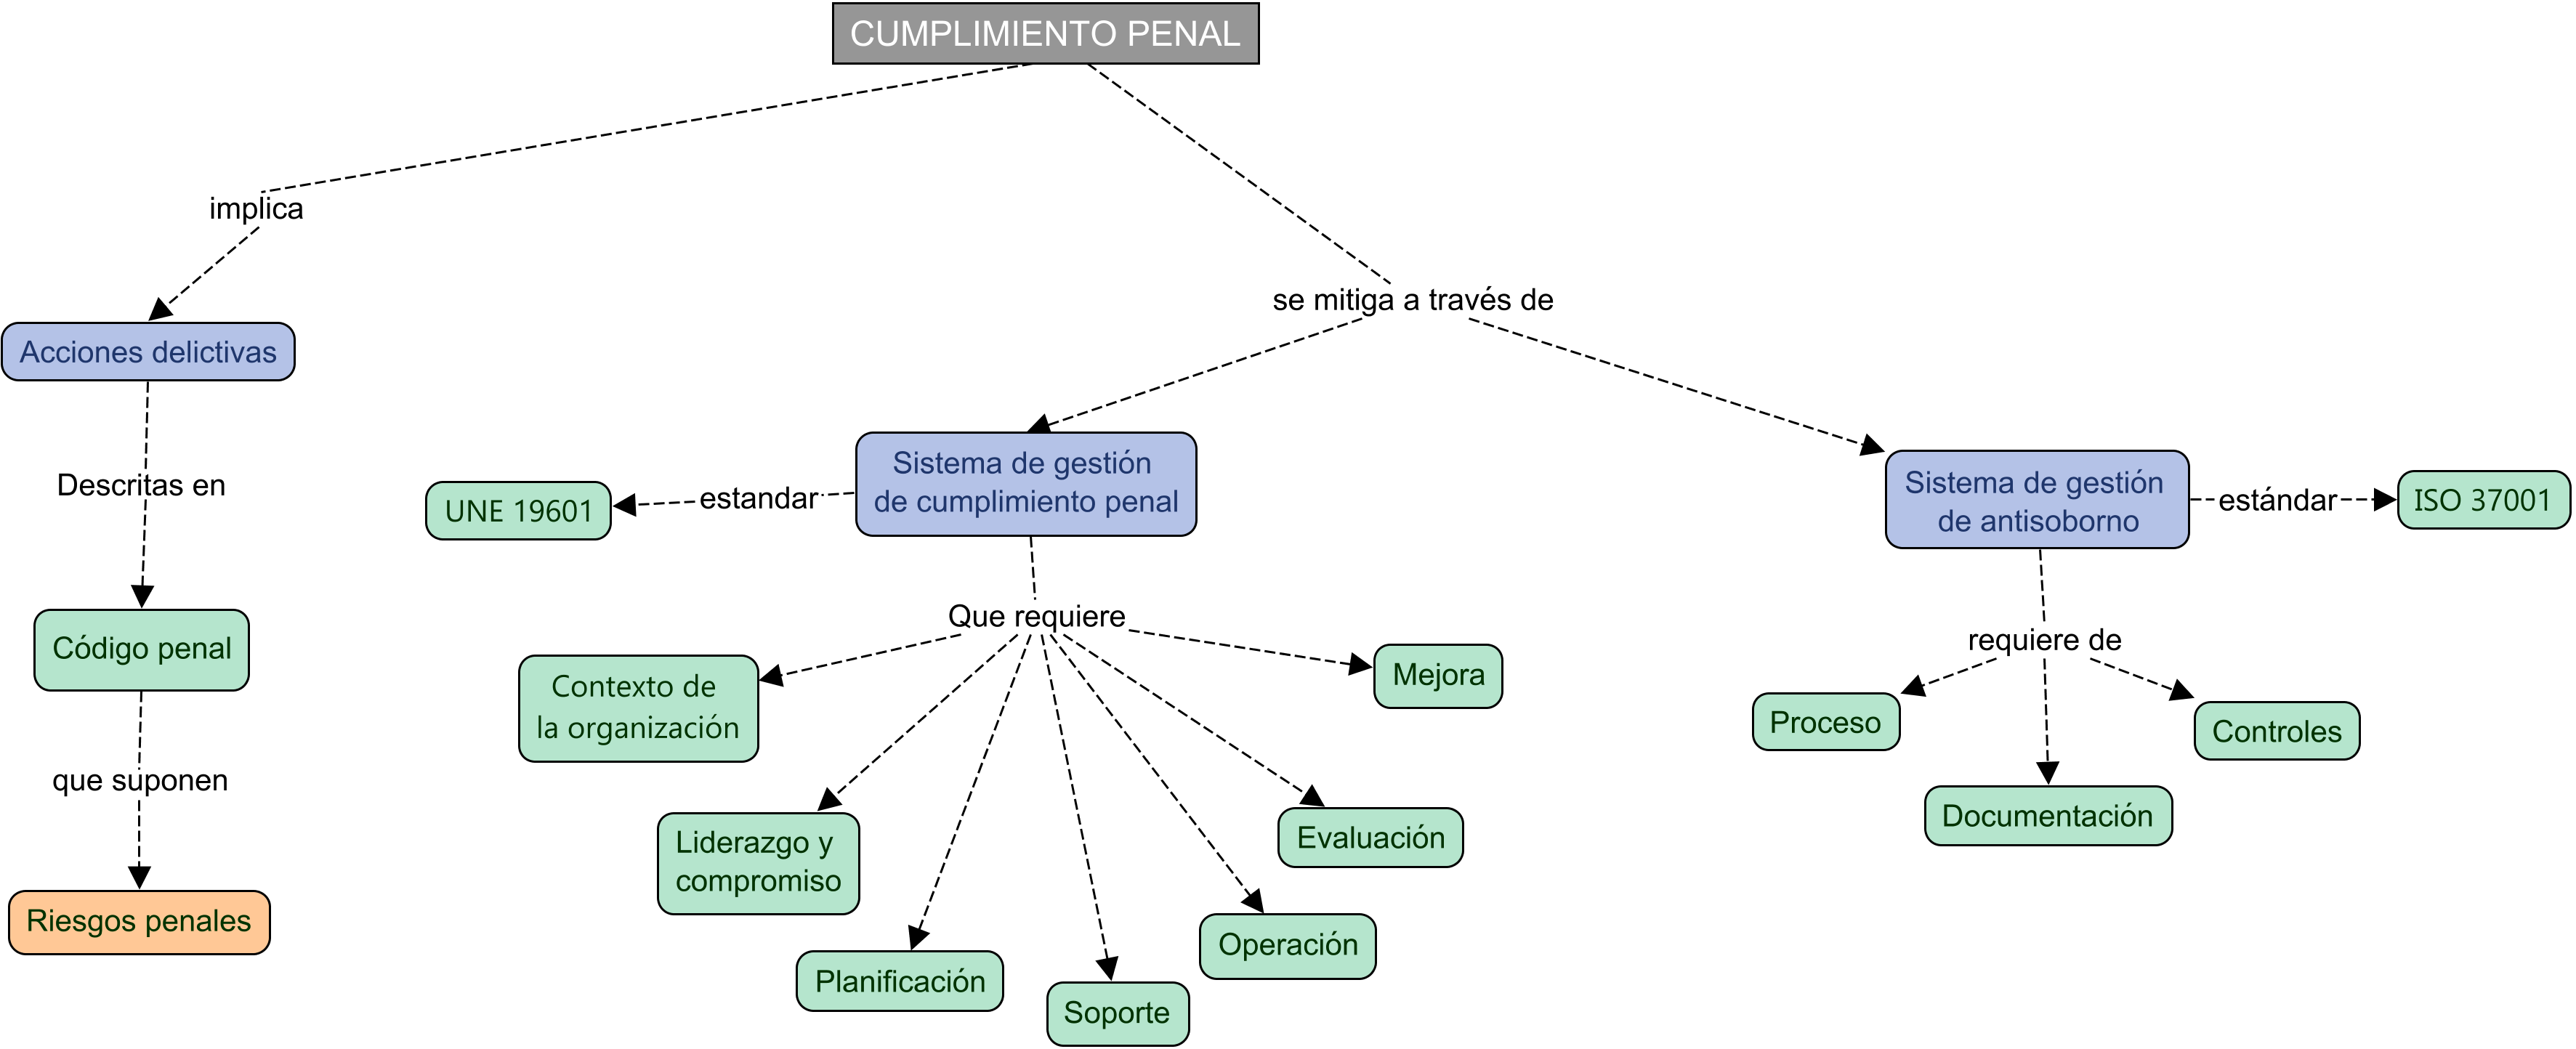 CUMPLIMIENTO PENAL
implica
se mitiga a través de
Acciones delictivas
Descritas en
Código penal
que suponen
Riesgos penales
Sistema de gestión
de cumplimiento penal
estandar
UNE 19601
Que requiere
Contexto de
la organización
Liderazgo y
compromiso
Planificación
Soporte
Operación
Evaluación
Mejora
Sistema de gestión
de antisoborno
estándar
ISO 37001
requiere de
Proceso
Documentación
Controles